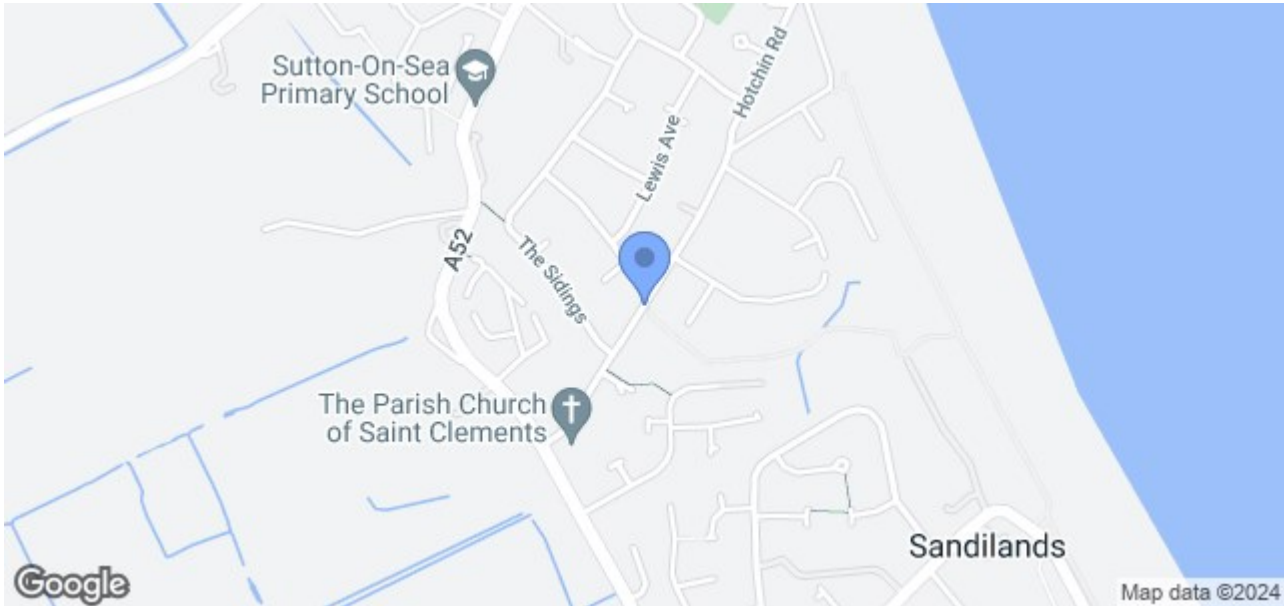 Sutton-On-Sea
Primary School
Hotchin Rd
Lewis Ave
A52
The Sidings
The Parish Church
of Saint Clements
Sandilands
Google
Map data ©2024